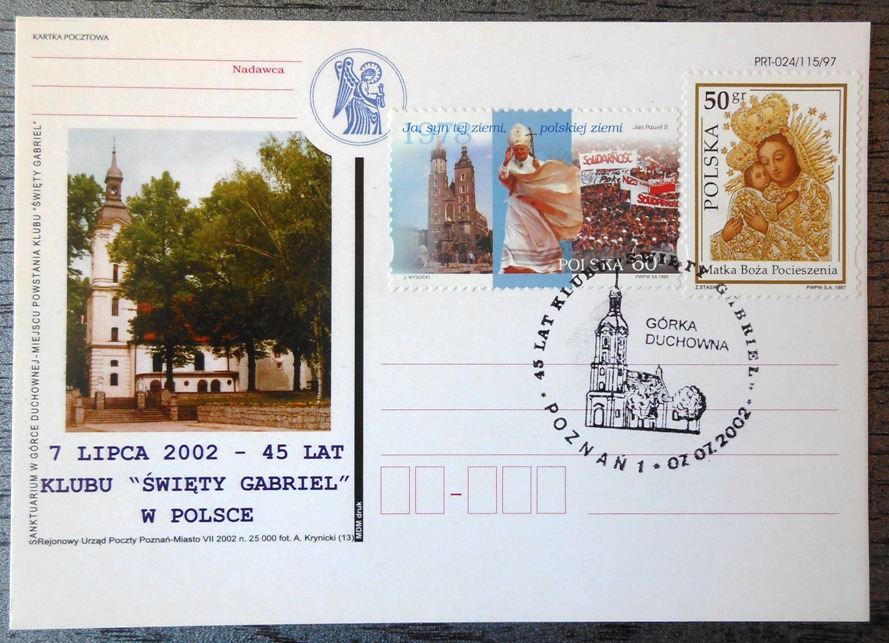 KARTKA POCZTOWA
Nadawca
PRT-024/115/97
SANKTUARIUM W GÓRCE DUCHOWNEJ-MIEJSCU POWSTANIA KLUBU "ŚWIĘTY GABRIEL"
7 LIPCA 2002 - 45 LAT
KLUBU "ŚWIĘTY GABRIEL"
W POLSCE
Rejonowy Urząd Poczty Poznań-Miasto VII 2002 n. 25 000 fot. A. Krynicki (13)
MDM druk
1978
Ja, syn tej ziemi, polskiej ziemi
Jan Paweł II
SOLIDARNOŚĆ
NZS
SOLIDARNOŚĆ
POLSKA
J. WYSOCKI
PWPW SA
50 gr
POLSKA
Matka Boża Pocieszenia
PWPW S.A. 1997
45 LAT KLUBU "ŚWIĘTY GABRIEL"
GÓRKA
DUCHOWNA
POZNAŃ 1 * 07.07.2002 *